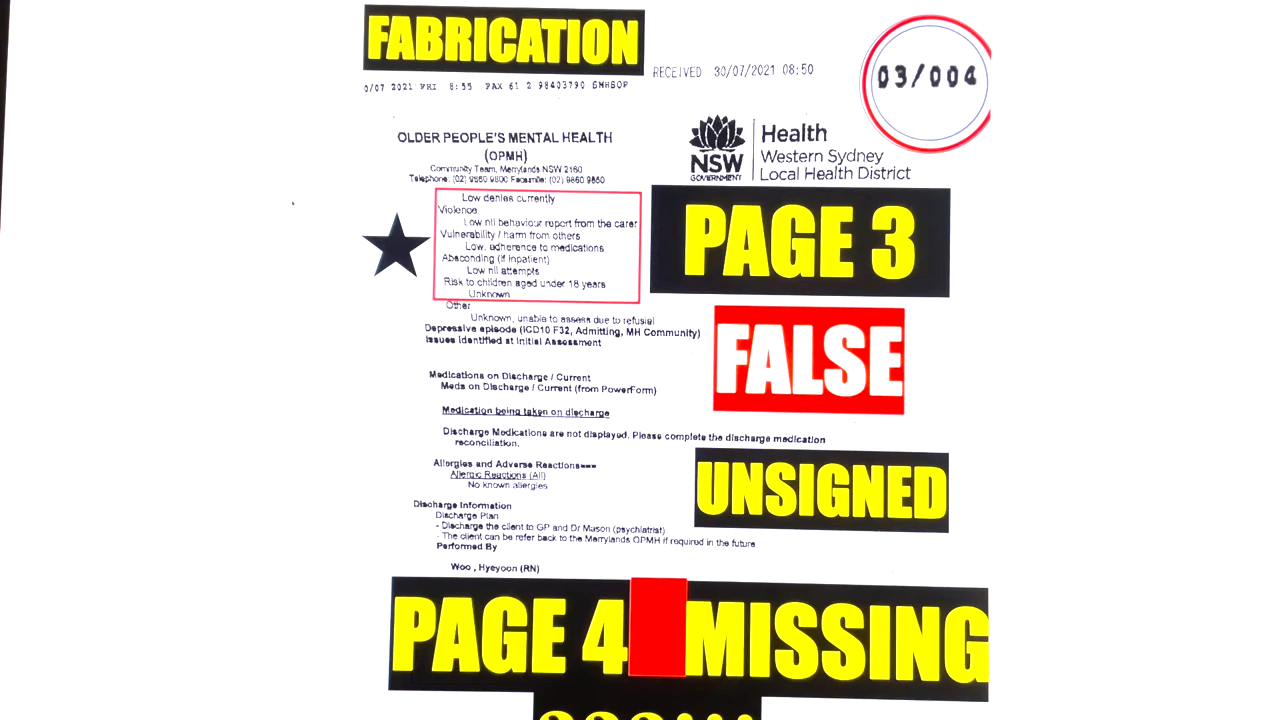 FABRICATION
RECEIVED 30/07/2021 08:50
03/004
0/07 2021 FRI 8:55 FAX 61 2 98403790 SMHSOP
OLDER PEOPLE'S MENTAL HEALTH
(OPMH)
Community Team, Merrylands NSW 2160
Telephone: (02) 9860 9800 Facsimile: (02) 9860 9860
NSW
GOVERNMENT
Health
Western Sydney
Local Health District
Low denies currently
Violence
Low nil behaviour report from the carer
Vulnerability / harm from others
Low, adherence to medications
Absconding (if inpatient)
Low nil attempts
Risk to children aged under 18 years
Unknown
Other
Unknown, unable to assess due to refusial
PAGE 3
FALSE
Depressive episode (ICD10 F32, Admitting, MH Community)
Issues Identified at Initial Assessment
Medications on Discharge / Current
Meds on Discharge / Current (from PowerForm)
Medication being taken on discharge
Discharge Medications are not displayed. Please complete the discharge medication
reconciliation.
Allergies and Adverse Reactions===
Allergic Reactions (All)
No known allergies
UNSIGNED
Discharge Information
Discharge Plan
- Discharge the client to GP and Dr Mason (psychiatrist)
- The client can be refer back to the Merrylands OPMH if required in the future
Performed By
Woo , Hyeyoon (RN)
PAGE 4 MISSING